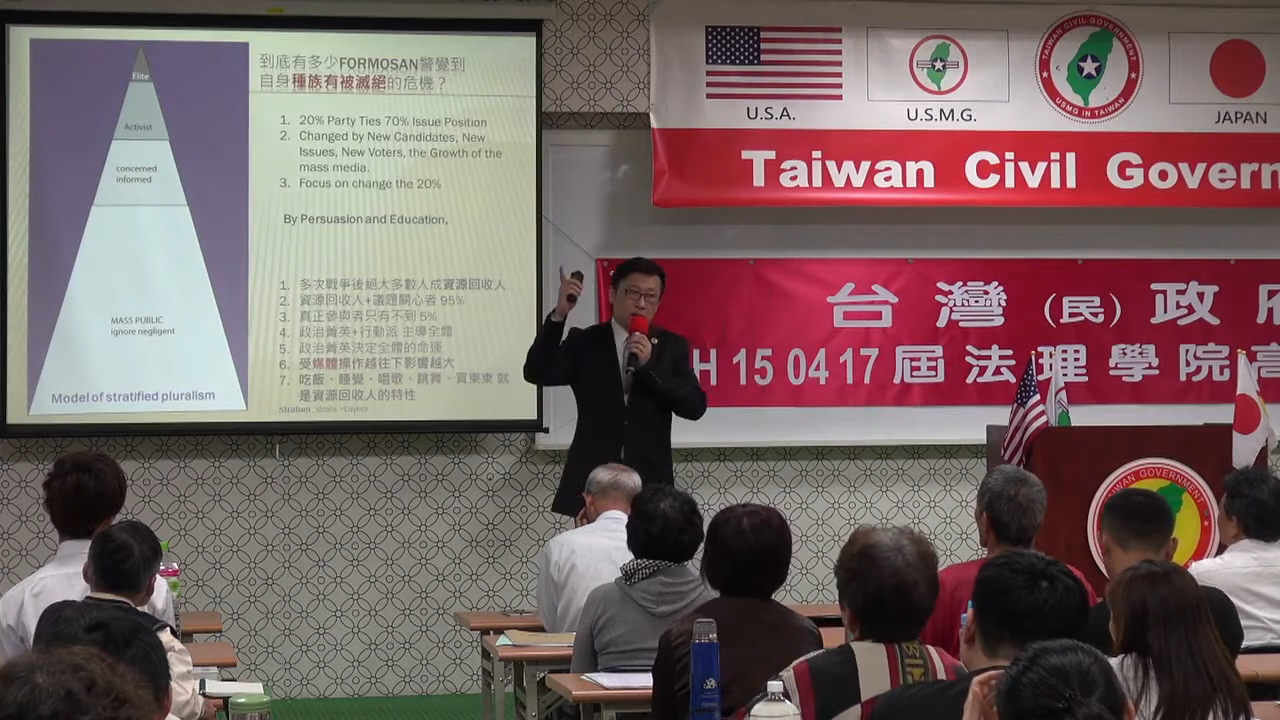 到底有多少FORMOSAN警覺到
自身種族有被滅絕的危機？
1. 20% Party Ties 70% Issue Position
2. Changed by New Candidates, New
Issues, New Voters, the Growth of the
mass media.
3. Focus on change the 20%
By Persuasion and Education,
1. 多次戰爭後絕大多數人成資源回收人
2. 資源回收人+議題關心者 95%
3. 真正參與者只有不到 5%
4. 政治菁英+行動派 主導全體
5. 政治菁英決定全體的命運
6. 受媒體操作越往下影響越大
7. 吃飯、睡覺、唱歌、跳舞、買東東 就
是資源回收人的特性
Stratum, strata =Layers
Elite
Activist
concerned
informed
MASS PUBLIC
ignore negligent
Model of stratified pluralism
U.S.A.
U.S.M.G.
TAIWAN CIVIL GOVERNMENT
USMG IN TAIWAN
JAPAN
Taiwan Civil Govern
台灣(民)政府
H 15 04 17屆法理學院高
TAIWAN GOVERNMENT